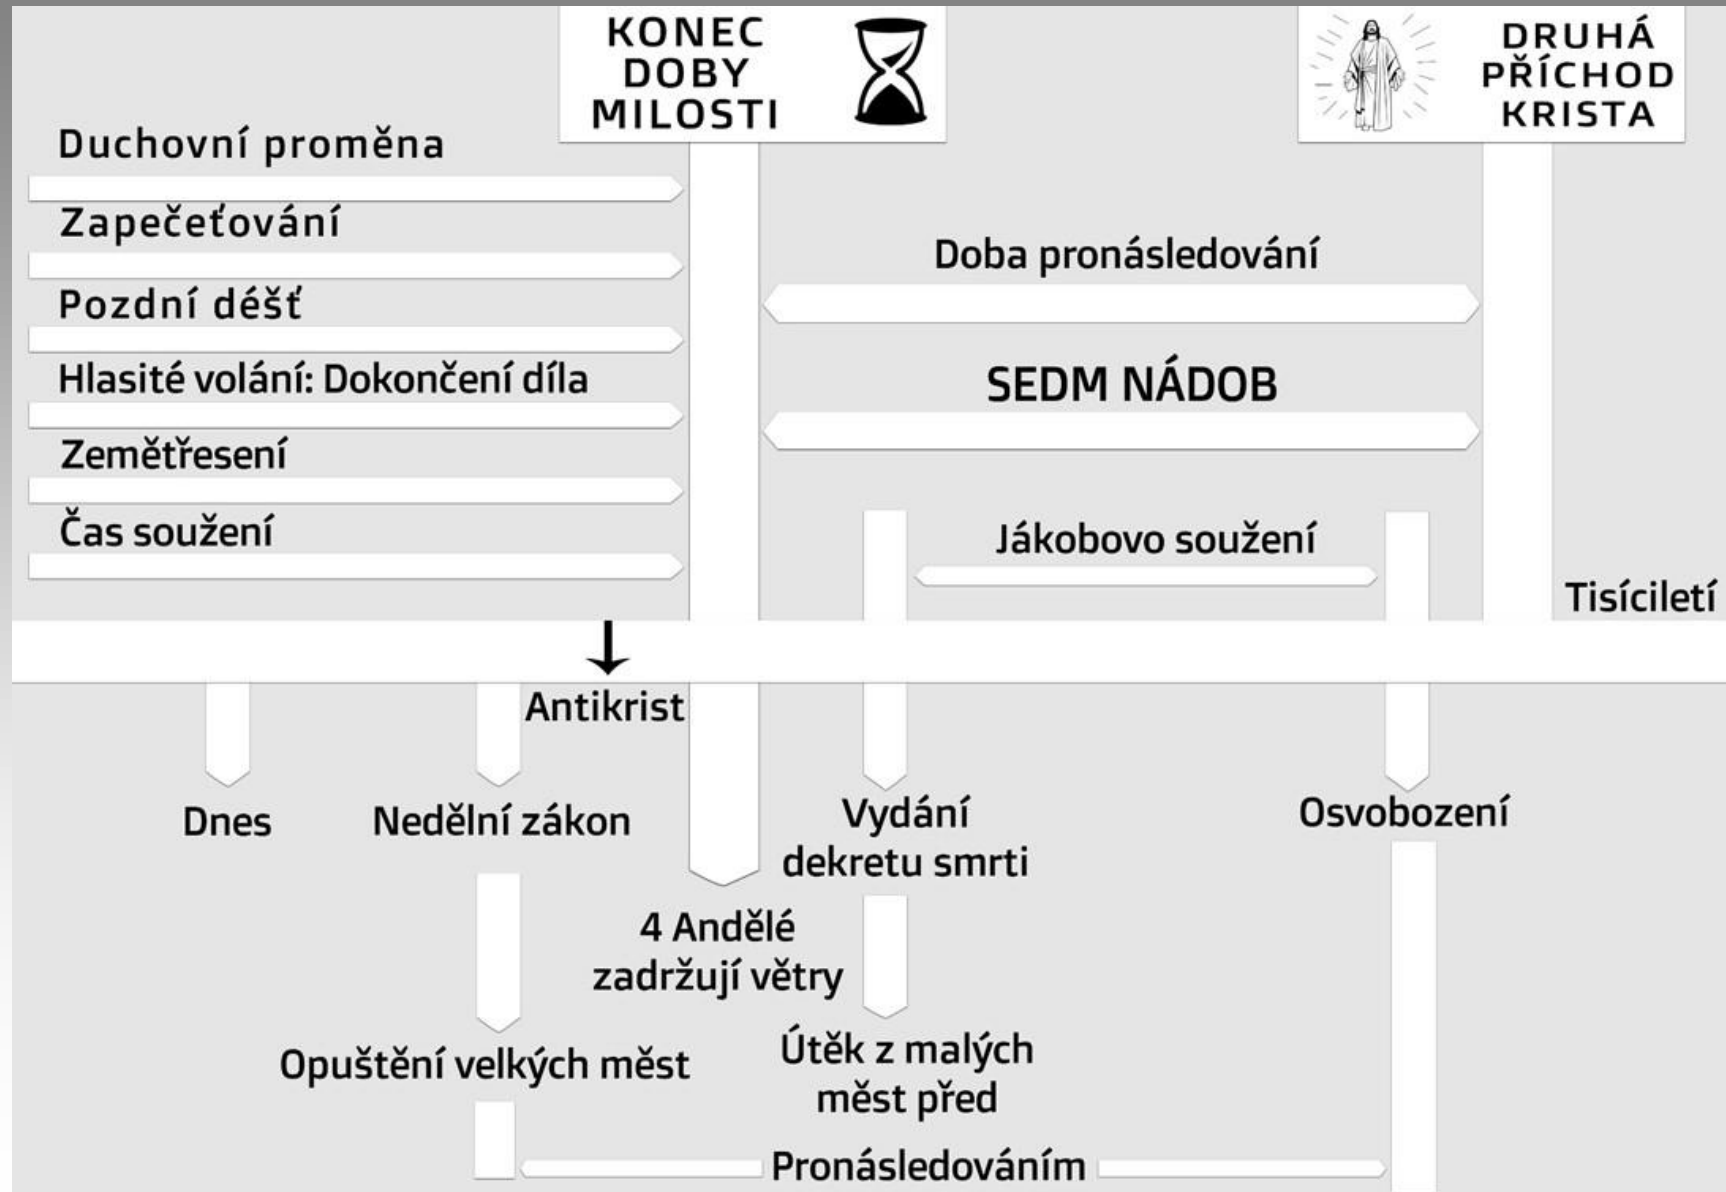 KONEC
DOBY
MILOSTI
DRUHÁ
PŘÍCHOD
KRISTA
Duchovní proměna
Zapečeťování
Pozdní déšť
Hlasité volání: Dokončení díla
Zemětřesení
Čas soužení
Doba pronásledování
SEDM NÁDOB
Jákobovo soužení
Tisíciletí
Antikrist
Dnes
Nedělní zákon
Vydání
dekretu smrti
Osvobození
4 Andělé
zadržují větry
Opuštění velkých měst
Útěk z malých
měst před
Pronásledováním